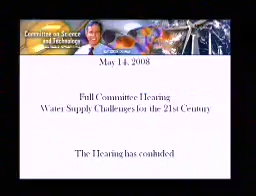 Committee on Science
and Technology
May 14, 2008
Full Committee Hearing
Water Supply Challenges for the 21st Century
The Hearing has concluded